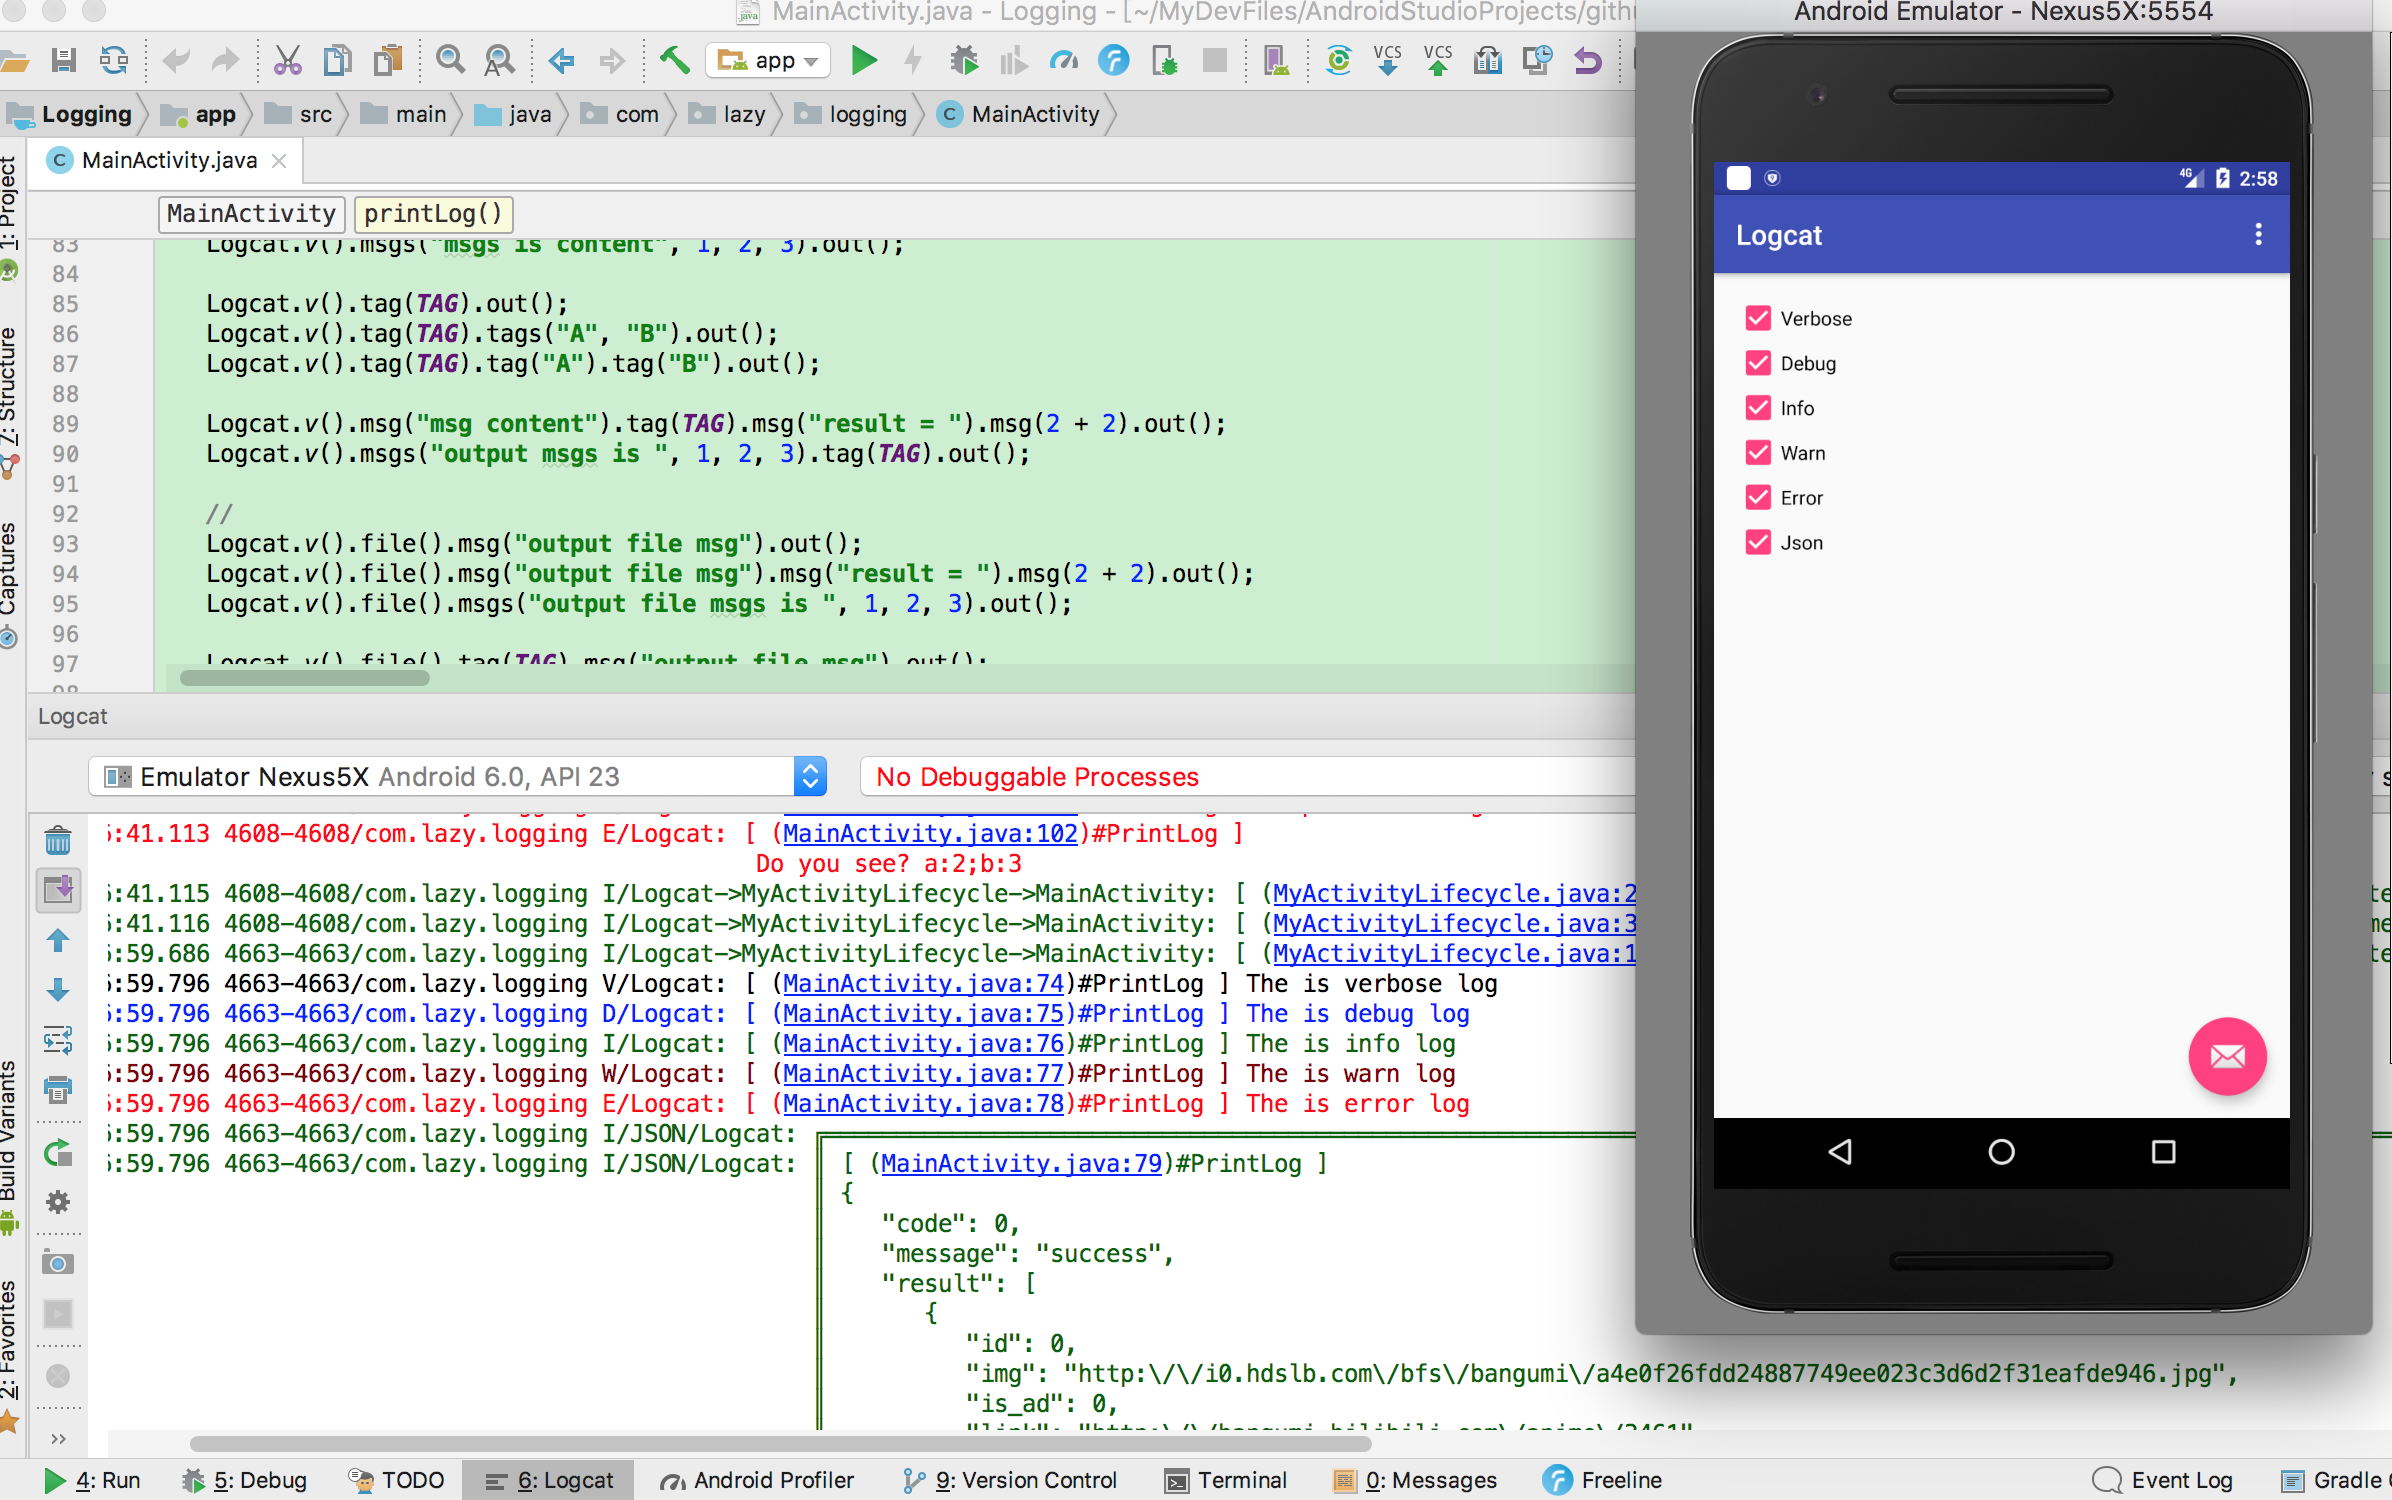 MainActivity.java - Logging - [~/MyDevFiles/AndroidStudioProjects/gith
app
VCS VCS
Logging app src main java com lazy logging MainActivity
MainActivity.java
MainActivity printLog()
83 Logcat.v().msgs("msgs is content", 1, 2, 3).out();
84
85 Logcat.v().tag(TAG).out();
86 Logcat.v().tag(TAG).tags("A", "B").out();
87 Logcat.v().tag(TAG).tag("A").tag("B").out();
88
89 Logcat.v().msg("msg content").tag(TAG).msg("result = ").msg(2 + 2).out();
90 Logcat.v().msgs("output msgs is ", 1, 2, 3).tag(TAG).out();
91
92 //
93 Logcat.v().file().msg("output file msg").out();
94 Logcat.v().file().msg("output file msg").msg("result = ").msg(2 + 2).out();
95 Logcat.v().file().msgs("output file msgs is ", 1, 2, 3).out();
96
97 Logcat.v().file().tag(TAG).msg("output file msg").out();
98
1: Project
7: Structure
Captures
Build Variants
2: Favorites
Logcat
Emulator Nexus5X Android 6.0, API 23
No Debuggable Processes
:41.113 4608-4608/com.lazy.logging E/Logcat: [ (MainActivity.java:102)#PrintLog ]
Do you see? a:2;b:3
:41.115 4608-4608/com.lazy.logging I/Logcat->MyActivityLifecycle->MainActivity: [ (MyActivityLifecycle.java:2
:41.116 4608-4608/com.lazy.logging I/Logcat->MyActivityLifecycle->MainActivity: [ (MyActivityLifecycle.java:3
:59.686 4663-4663/com.lazy.logging I/Logcat->MyActivityLifecycle->MainActivity: [ (MyActivityLifecycle.java:1
:59.796 4663-4663/com.lazy.logging V/Logcat: [ (MainActivity.java:74)#PrintLog ] The is verbose log
:59.796 4663-4663/com.lazy.logging D/Logcat: [ (MainActivity.java:75)#PrintLog ] The is debug log
:59.796 4663-4663/com.lazy.logging I/Logcat: [ (MainActivity.java:76)#PrintLog ] The is info log
:59.796 4663-4663/com.lazy.logging W/Logcat: [ (MainActivity.java:77)#PrintLog ] The is warn log
:59.796 4663-4663/com.lazy.logging E/Logcat: [ (MainActivity.java:78)#PrintLog ] The is error log
:59.796 4663-4663/com.lazy.logging I/JSON/Logcat:
:59.796 4663-4663/com.lazy.logging I/JSON/Logcat: [ (MainActivity.java:79)#PrintLog ]
{
"code": 0,
"message": "success",
"result": [
{
"id": 0,
"img": "http:\/\/i0.hdslb.com\/bfs\/bangumi\/a4e0f26fdd24887749ee023c3d6d2f31eafde946.jpg",
"is_ad": 0,
"link": "http:\/\/bangumi.bilibili.com\/anime\/3461"
4: Run 5: Debug TODO 6: Logcat Android Profiler 9: Version Control Terminal 0: Messages Freeline Event Log Gradle
Android Emulator - Nexus5X:5554
4G 2:58
Logcat
Verbose
Debug
Info
Warn
Error
Json